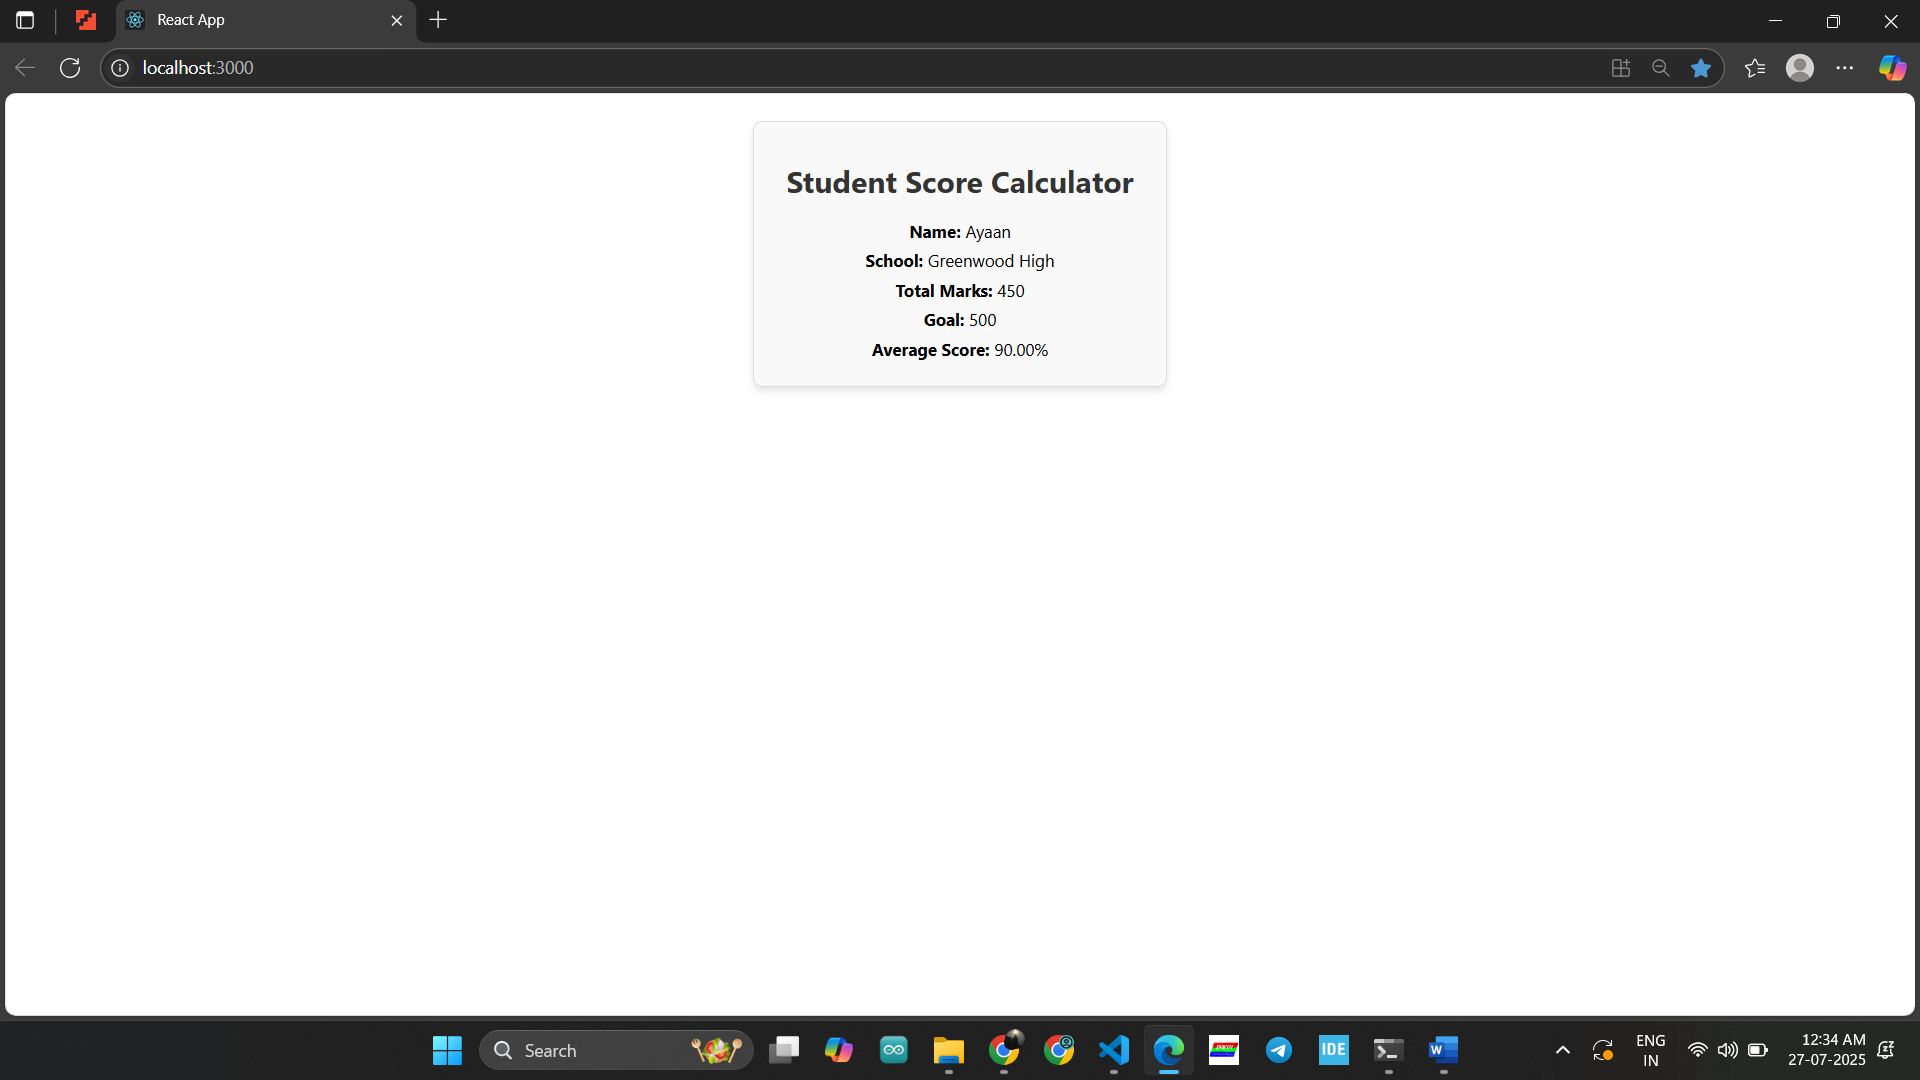 React App
localhost:3000
Student Score Calculator
Name: Ayaan
School: Greenwood High
Total Marks: 450
Goal: 500
Average Score: 90.00%
Search
IDE
W
ENG
IN
12:34 AM
27-07-2025